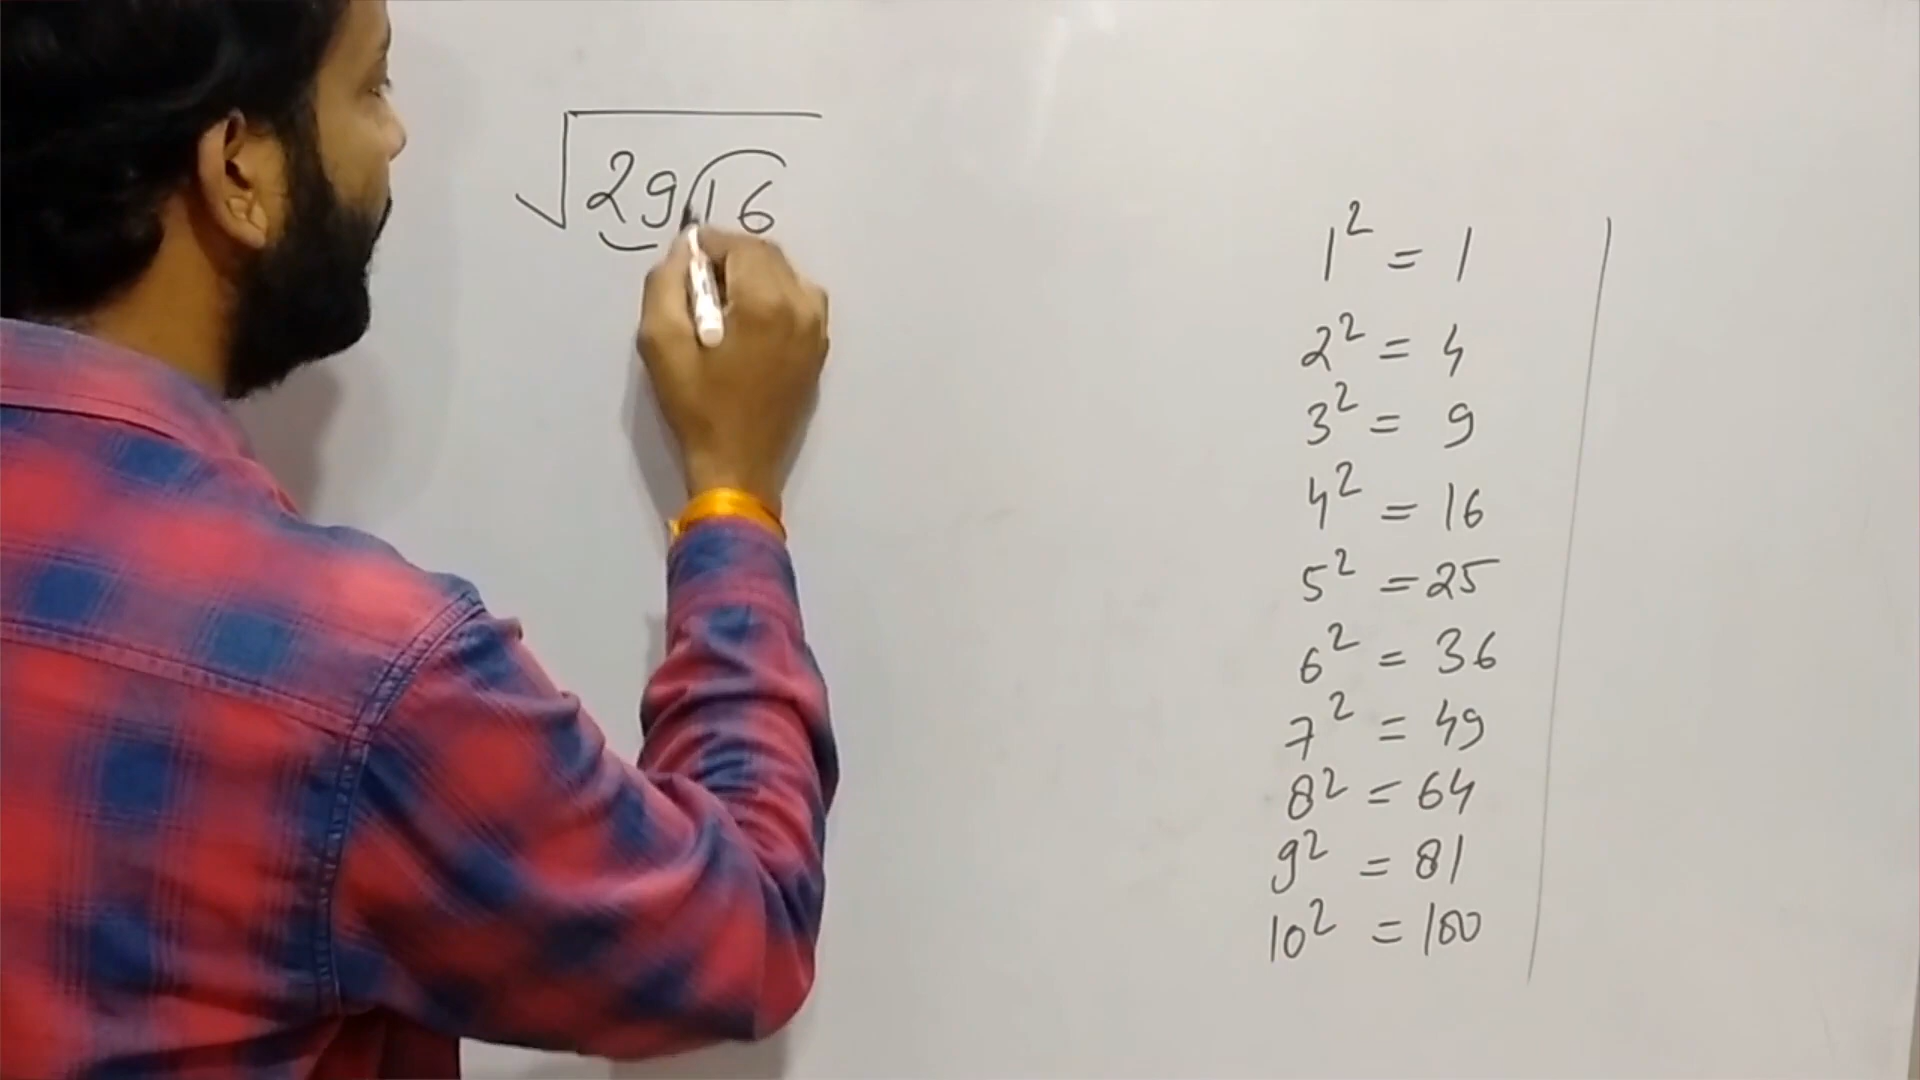 √2916
1² = 1
2² = 4
3² = 9
4² = 16
5² = 25
6² = 36
7² = 49
8² = 64
9² = 81
10² = 100